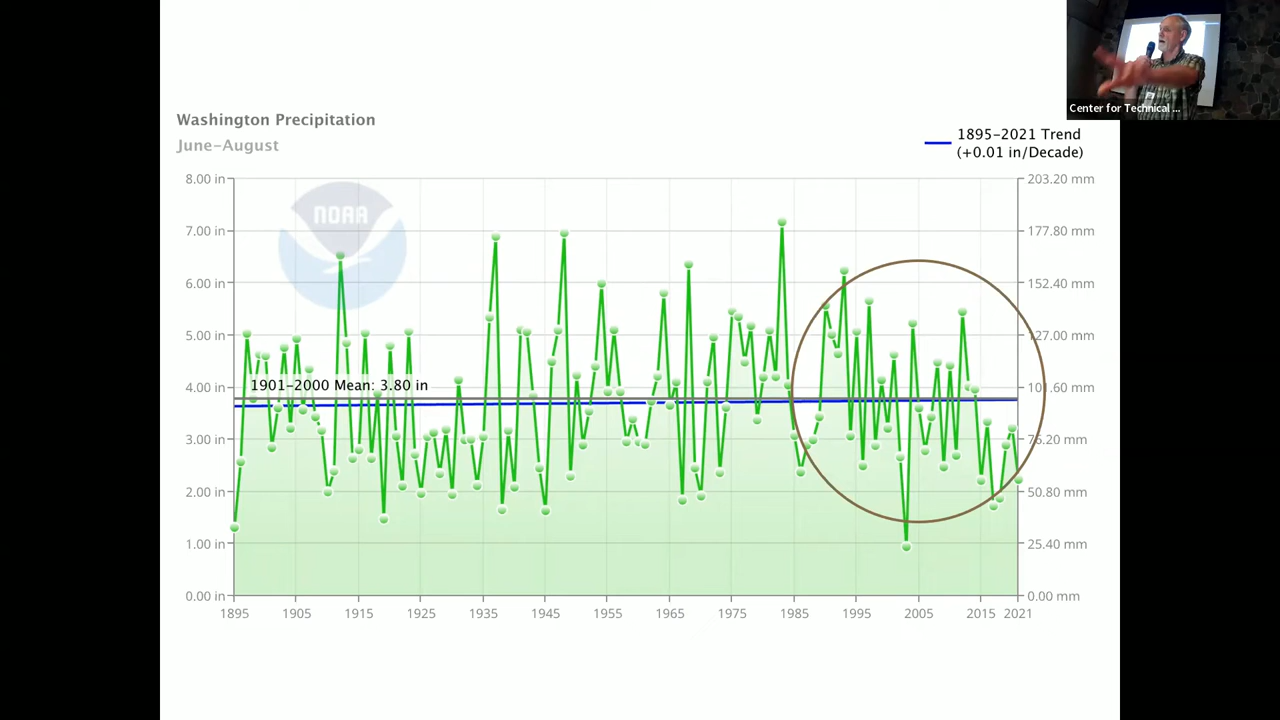 Center for Technical ...
Washington Precipitation
June-August
1895-2021 Trend
(+0.01 in/Decade)
NOAA
8.00 in
7.00 in
6.00 in
5.00 in
4.00 in
3.00 in
2.00 in
1.00 in
0.00 in
203.20 mm
177.80 mm
152.40 mm
127.00 mm
101.60 mm
76.20 mm
50.80 mm
25.40 mm
0.00 mm
1901-2000 Mean: 3.80 in
1895 1905 1915 1925 1935 1945 1955 1965 1975 1985 1995 2005 2015 2021